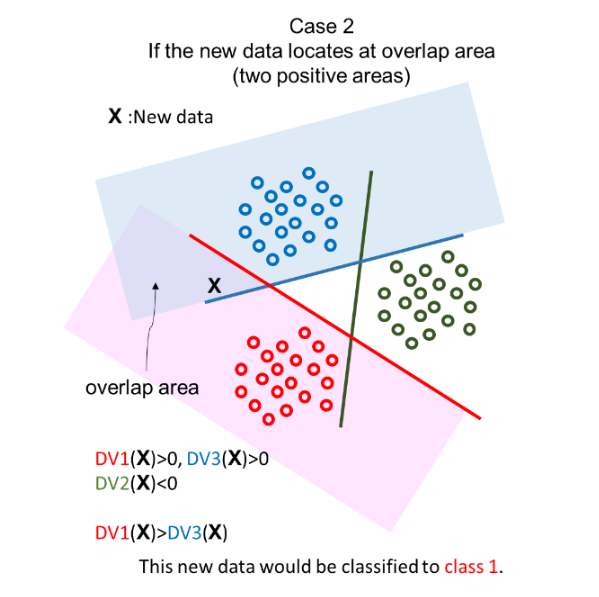 Case 2
If the new data locates at overlap area
(two positive areas)
X :New data
X
overlap area
DV1(X)>0, DV3(X)>0
DV2(X)<0
DV1(X)>DV3(X)
This new data would be classified to class 1.